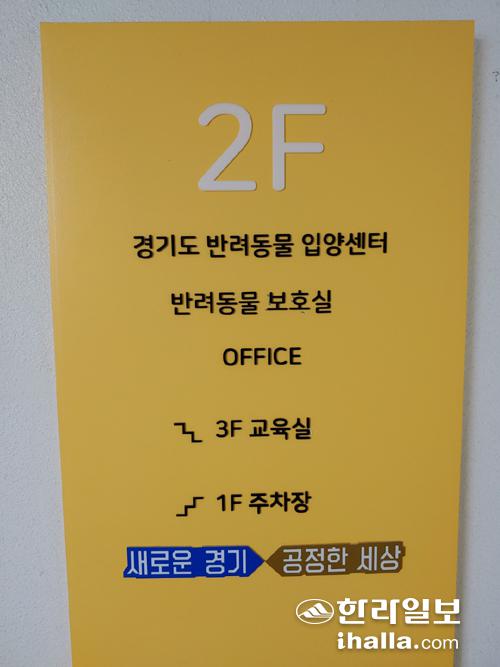 2F
경기도 반려동물 입양센터
반려동물 보호실
OFFICE
3F 교육실
1F 주차장
새로운 경기 공정한 세상
한라일보
ihalla.com